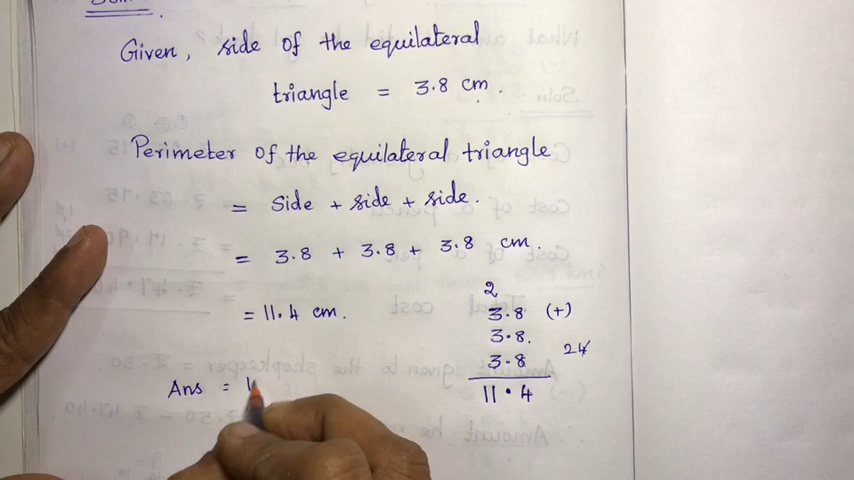 Soln:
Given, side of the equilateral
triangle = 3.8 cm.
Perimeter of the equilateral triangle
= Side + side + side.
= 3.8 + 3.8 + 3.8 cm.
= 11.4 cm.
2
3.8 (+)
3.8.
3.8 24
11.4
Ans = 1